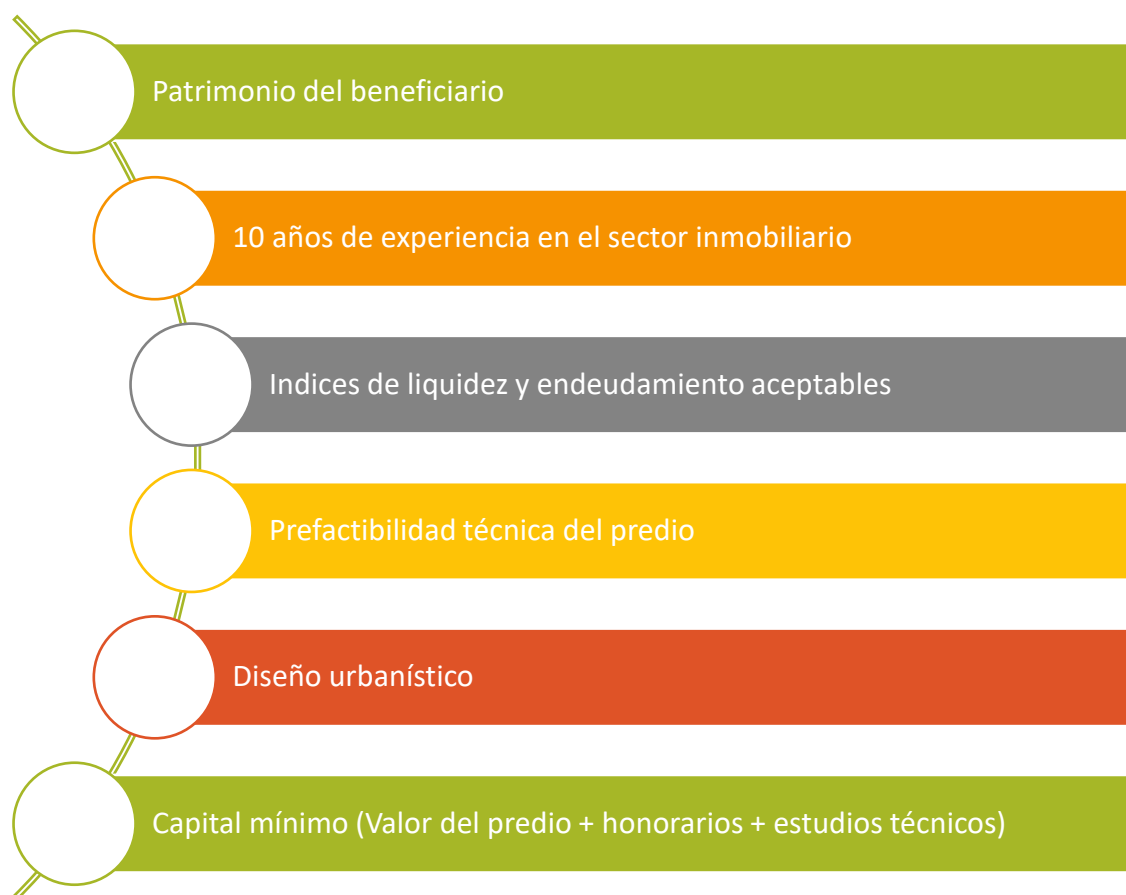 Patrimonio del beneficiario
10 años de experiencia en el sector inmobiliario
Indices de liquidez y endeudamiento aceptables
Prefactibilidad técnica del predio
Diseño urbanístico
Capital mínimo (Valor del predio + honorarios + estudios técnicos)